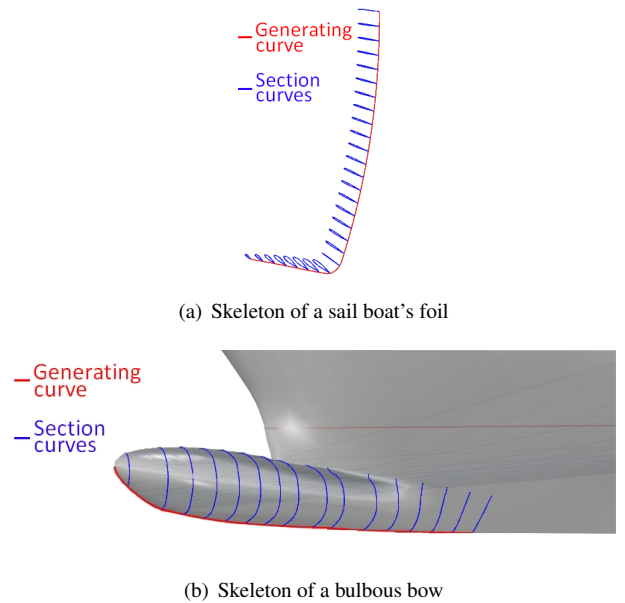 Generating
curve
Section
curves
(a) Skeleton of a sail boat's foil
Generating
curve
Section
curves
(b) Skeleton of a bulbous bow